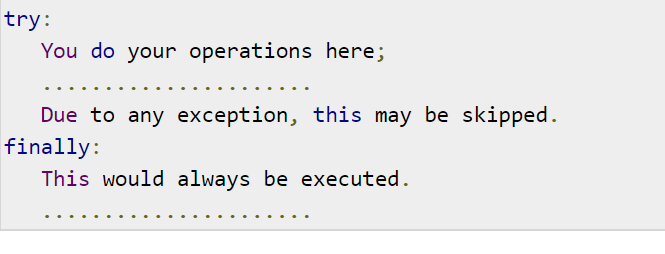 try:
You do your operations here;
......................
Due to any exception, this may be skipped.
finally:
This would always be executed.
......................